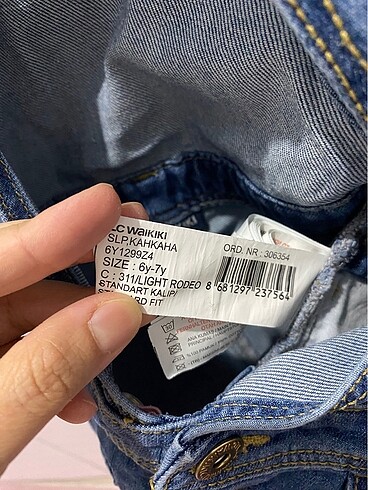 LC WAIKIKI
SLP,KAHKAHA
6Y1299Z4
SIZE : 6y-7y
C : 311/LIGHT RODEO
STANDART KALIP/
FIT
ORD. NR : 306354
8 681297 237564